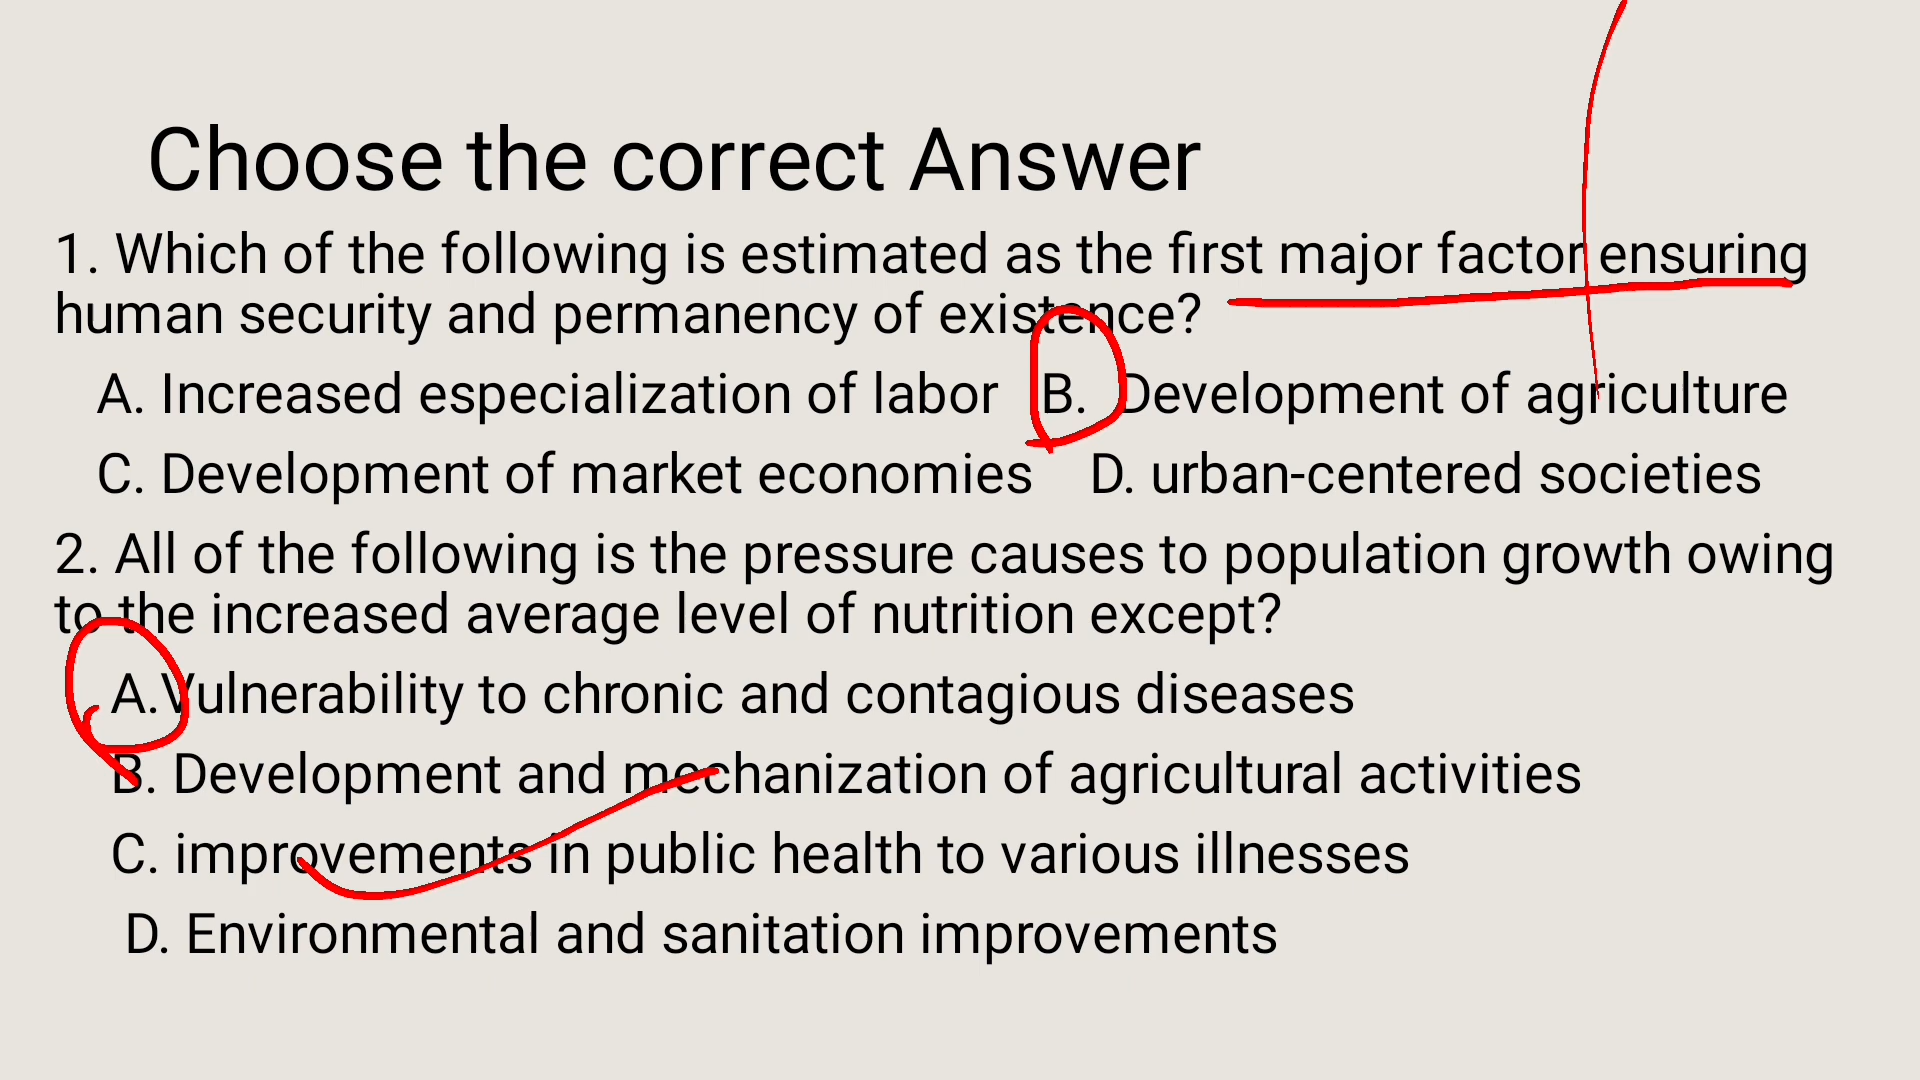 Choose the correct Answer
1. Which of the following is estimated as the first major factor ensuring
human security and permanency of existence?
A. Increased especialization of labor B. Development of agriculture
C. Development of market economies D. urban-centered societies
2. All of the following is the pressure causes to population growth owing
to the increased average level of nutrition except?
A.Vulnerability to chronic and contagious diseases
B. Development and mechanization of agricultural activities
C. improvements in public health to various illnesses
D. Environmental and sanitation improvements